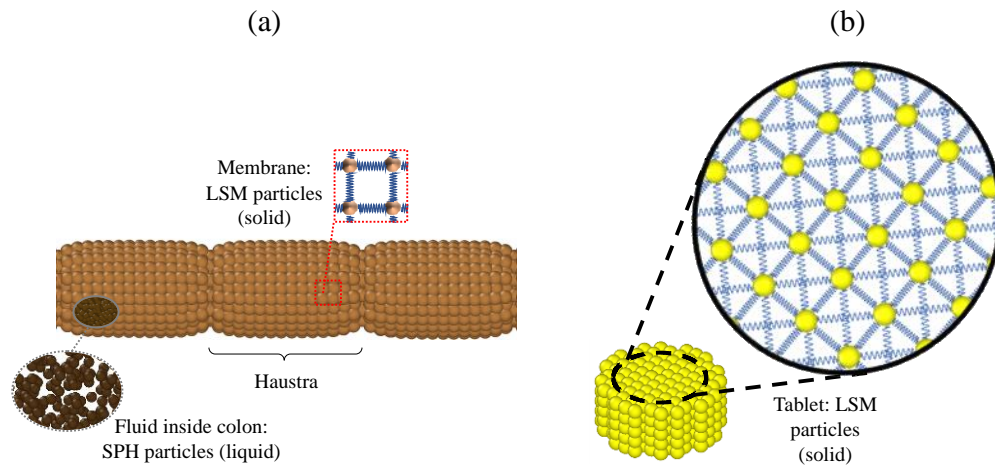 (a)
(b)
Membrane:
LSM particles
(solid)
Haustra
Fluid inside colon:
SPH particles (liquid)
Tablet: LSM
particles
(solid)